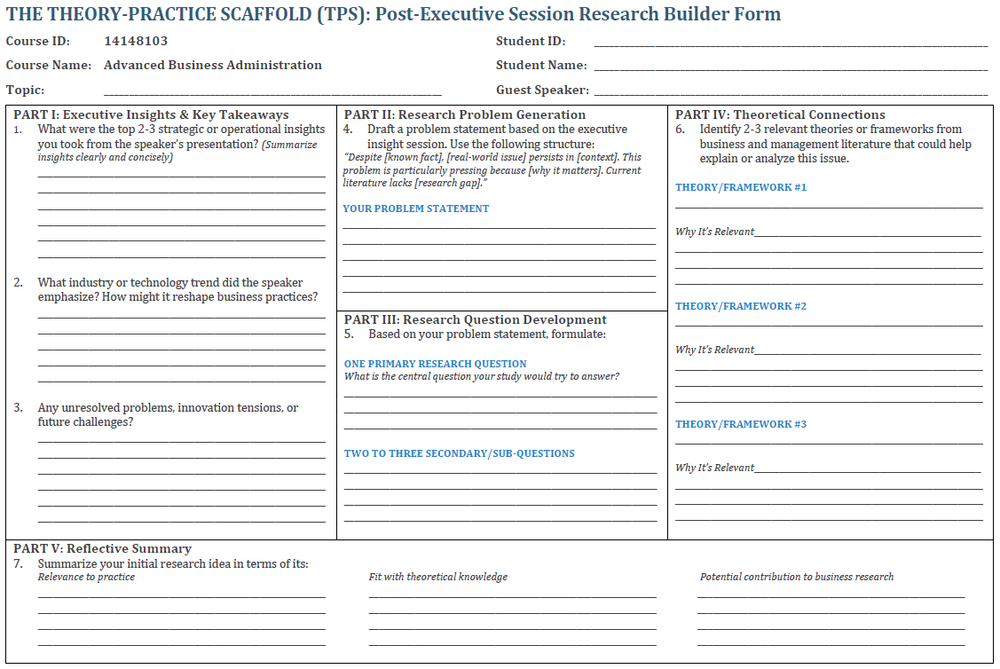 THE THEORY-PRACTICE SCAFFOLD (TPS): Post-Executive Session Research Builder Form
Course ID: 14148103
Student ID:
Course Name: Advanced Business Administration
Student Name:
Topic:
Guest Speaker:
PART I: Executive Insights & Key Takeaways
1. What were the top 2-3 strategic or operational insights
you took from the speaker's presentation? (Summarize
insights clearly and concisely)
2. What industry or technology trend did the speaker
emphasize? How might it reshape business practices?
3. Any unresolved problems, innovation tensions, or
future challenges?
PART II: Research Problem Generation
4. Draft a problem statement based on the executive
insight session. Use the following structure:
"Despite [known fact], [real-world issue] persists in [context]. This
problem is particularly pressing because [why it matters]. Current
literature lacks [research gap]."
YOUR PROBLEM STATEMENT
PART III: Research Question Development
5. Based on your problem statement, formulate:
ONE PRIMARY RESEARCH QUESTION
What is the central question your study would try to answer?
TWO TO THREE SECONDARY/SUB-QUESTIONS
PART IV: Theoretical Connections
6. Identify 2-3 relevant theories or frameworks from
business and management literature that could help
explain or analyze this issue.
THEORY/FRAMEWORK #1
Why It's Relevant
THEORY/FRAMEWORK #2
Why It's Relevant
THEORY/FRAMEWORK #3
Why It's Relevant
PART V: Reflective Summary
7. Summarize your initial research idea in terms of its:
Relevance to practice
Fit with theoretical knowledge
Potential contribution to business research